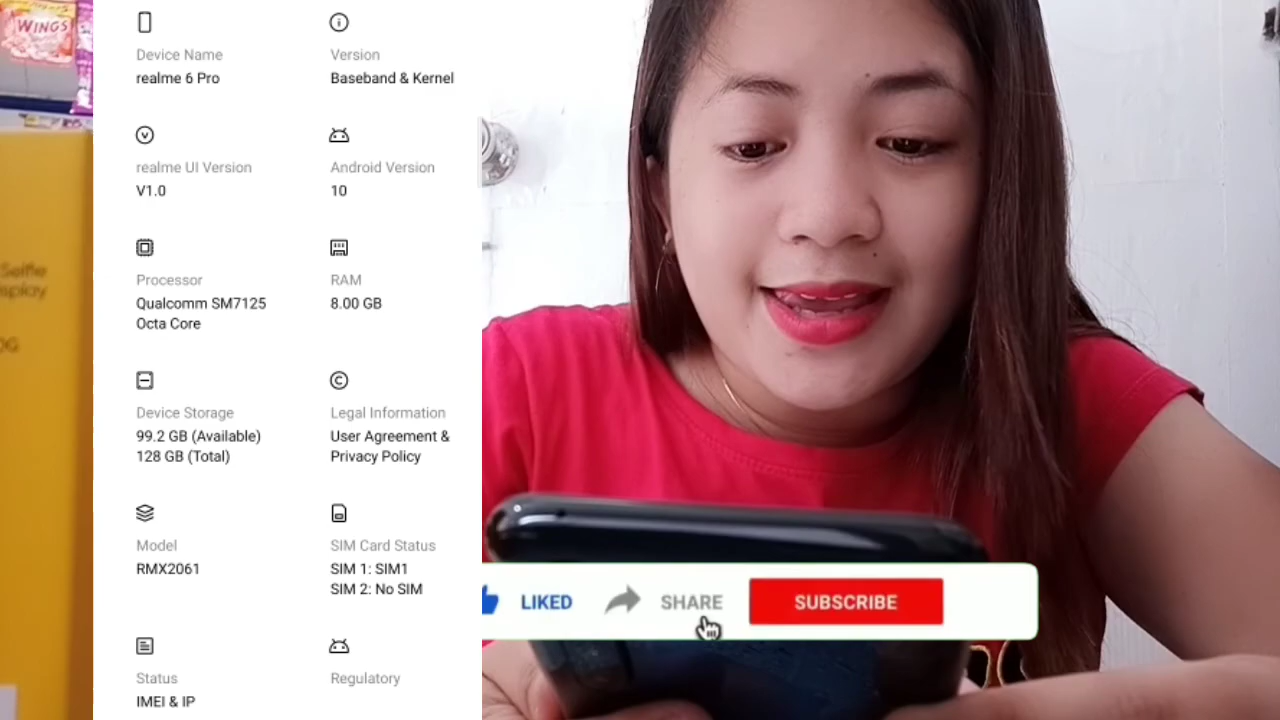 WINGS
Selfie
isplay
0G
Device Name
realme 6 Pro
Version
Baseband & Kernel
realme UI Version
V1.0
Android Version
10
Processor
Qualcomm SM7125
Octa Core
RAM
8.00 GB
Device Storage
99.2 GB (Available)
128 GB (Total)
Legal Information
User Agreement &
Privacy Policy
Model
RMX2061
SIM Card Status
SIM 1: SIM1
SIM 2: No SIM
Status
IMEI & IP
Regulatory
LIKED
SHARE
SUBSCRIBE